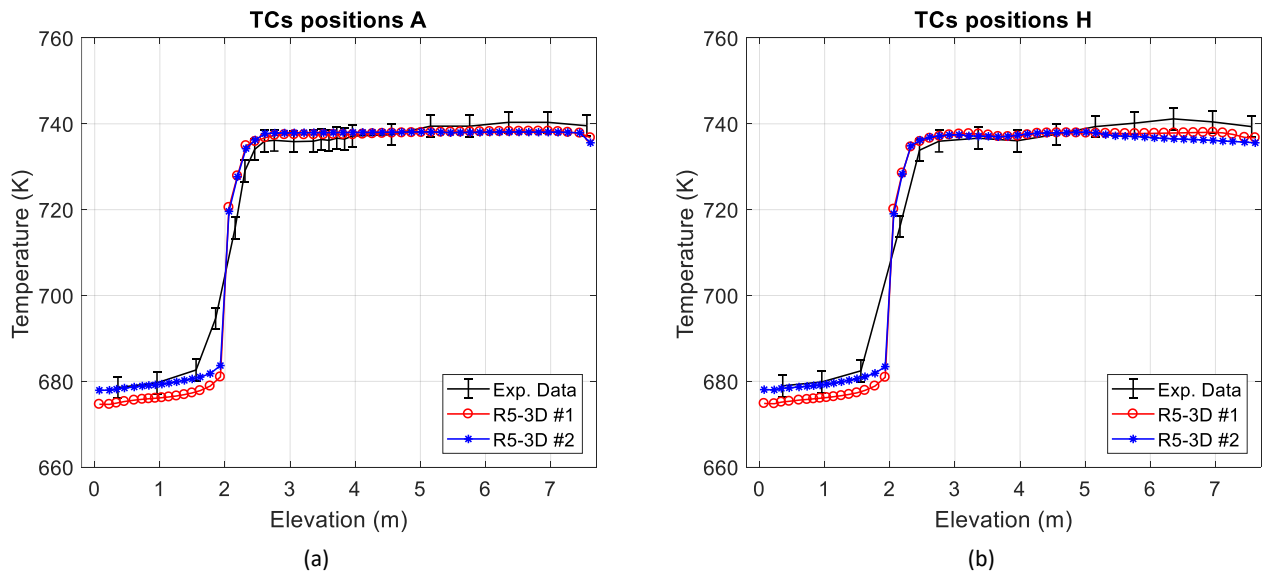 TCs positions A
760
740
720
700
680
660
Temperature (K)
0 1 2 3 4 5 6 7
Elevation (m)
Exp. Data
R5-3D #1
R5-3D #2
(a)
TCs positions H
760
740
720
700
680
660
Temperature (K)
0 1 2 3 4 5 6 7
Elevation (m)
Exp. Data
R5-3D #1
R5-3D #2
(b)